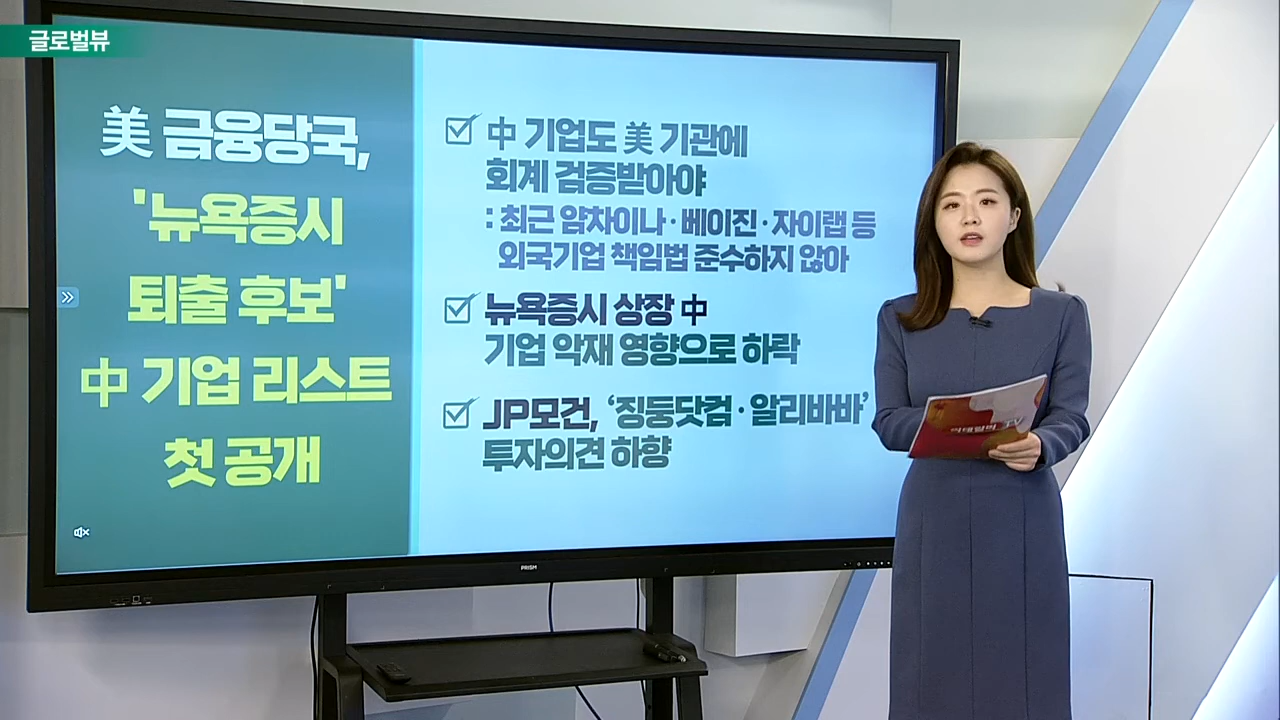 글로벌뷰
美 금융당국,
'뉴욕증시
퇴출 후보'
中 기업 리스트
첫 공개
中 기업도 美 기관에
회계 검증받아야
: 최근 얌차이나·베이진·자이랩 등
외국기업 책임법 준수하지 않아
뉴욕증시 상장 中
기업 악재 영향으로 하락
JP모건, '징둥닷컴·알리바바'
투자의견 하향
PRISM
이데일리 TV